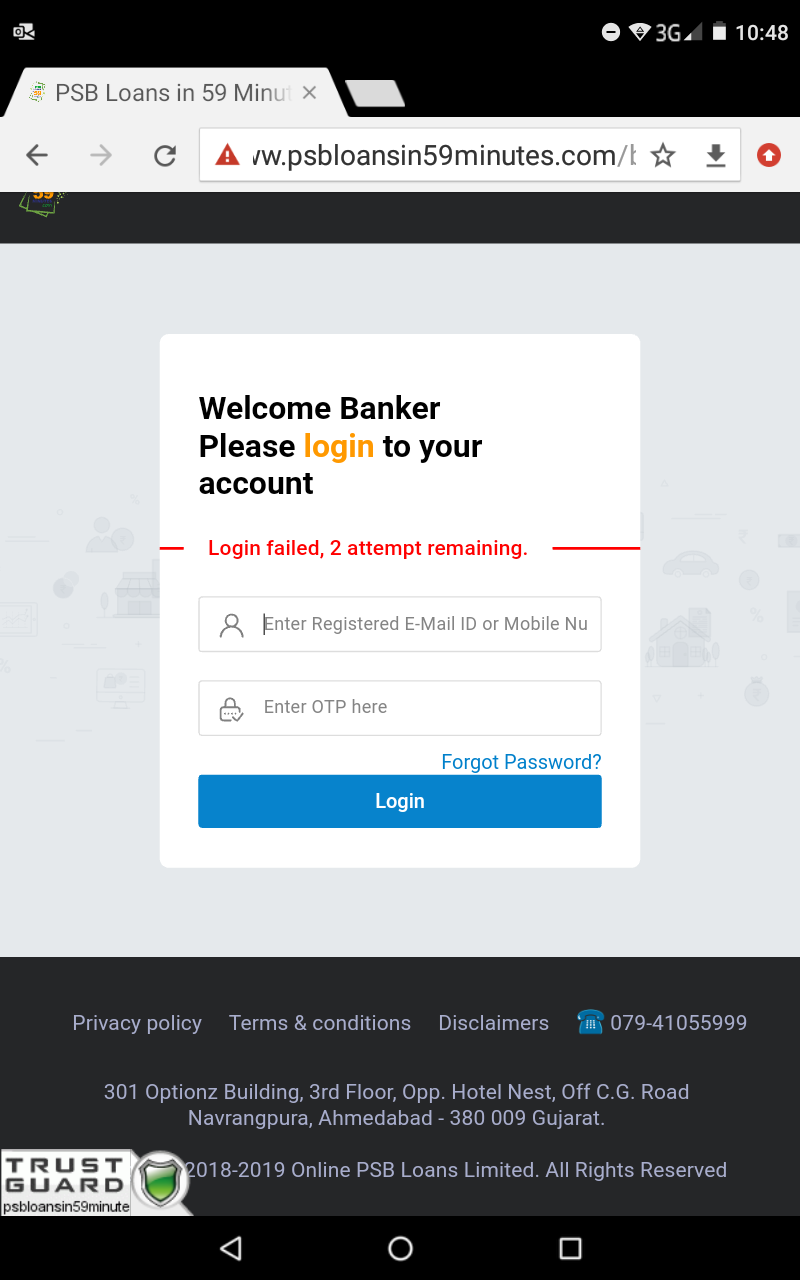 3G 10:48
PSB Loans in 59 Minut
w.psbloansin59minutes.com/b
59
Welcome Banker
Please login to your
account
Login failed, 2 attempt remaining.
Enter Registered E-Mail ID or Mobile Nu
Enter OTP here
Forgot Password?
Login
Privacy policy Terms & conditions Disclaimers 079-41055999
301 Optionz Building, 3rd Floor, Opp. Hotel Nest, Off C.G. Road
Navrangpura, Ahmedabad - 380 009 Gujarat.
2018-2019 Online PSB Loans Limited. All Rights Reserved
TRUST
GUARD
psbloansin59minute